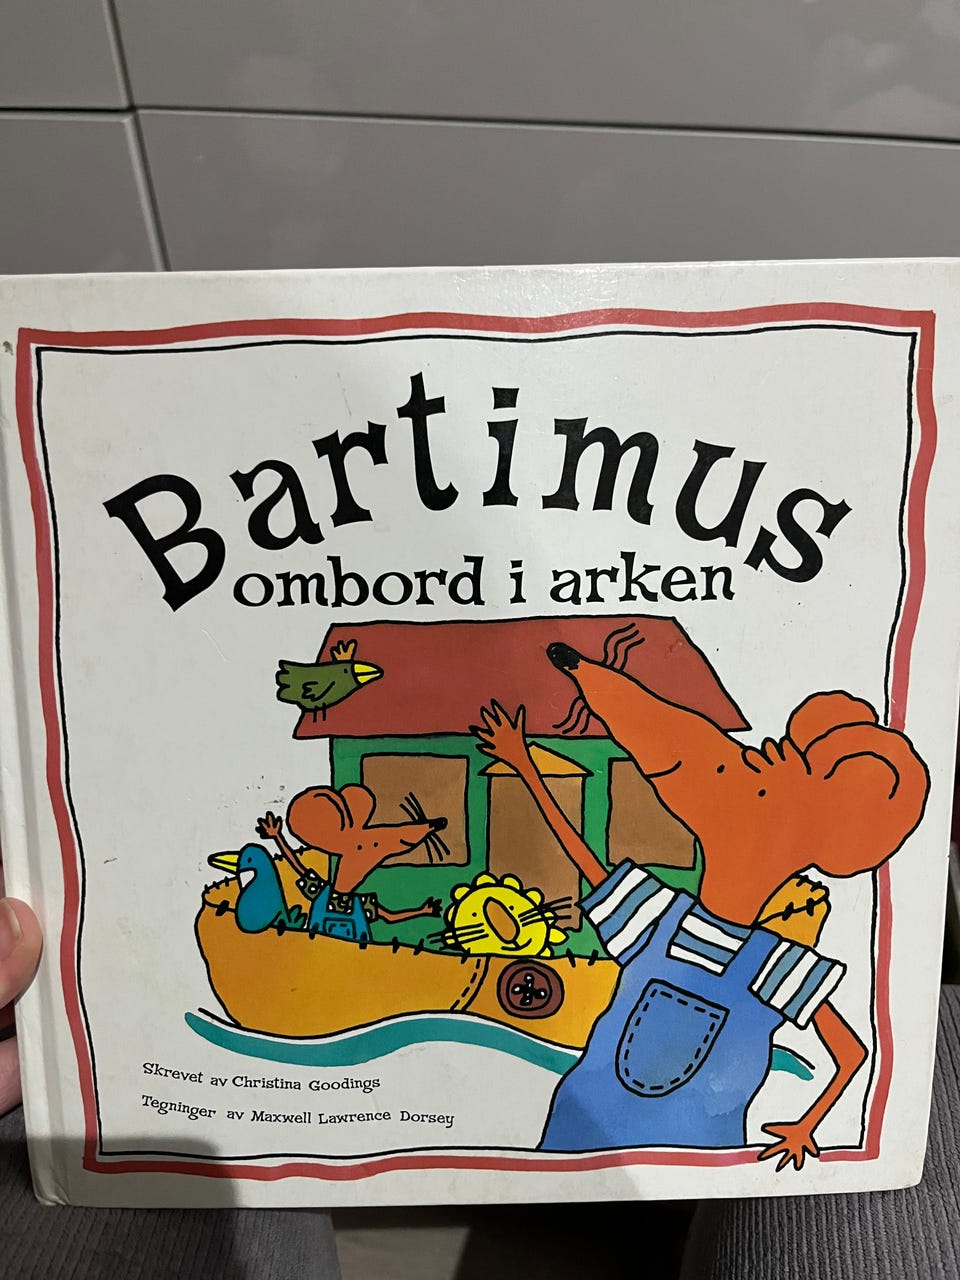 Bartimus
ombord i arken
Skrevet av Christina Goodings
Tegninger av Maxwell Lawrence Dorsey